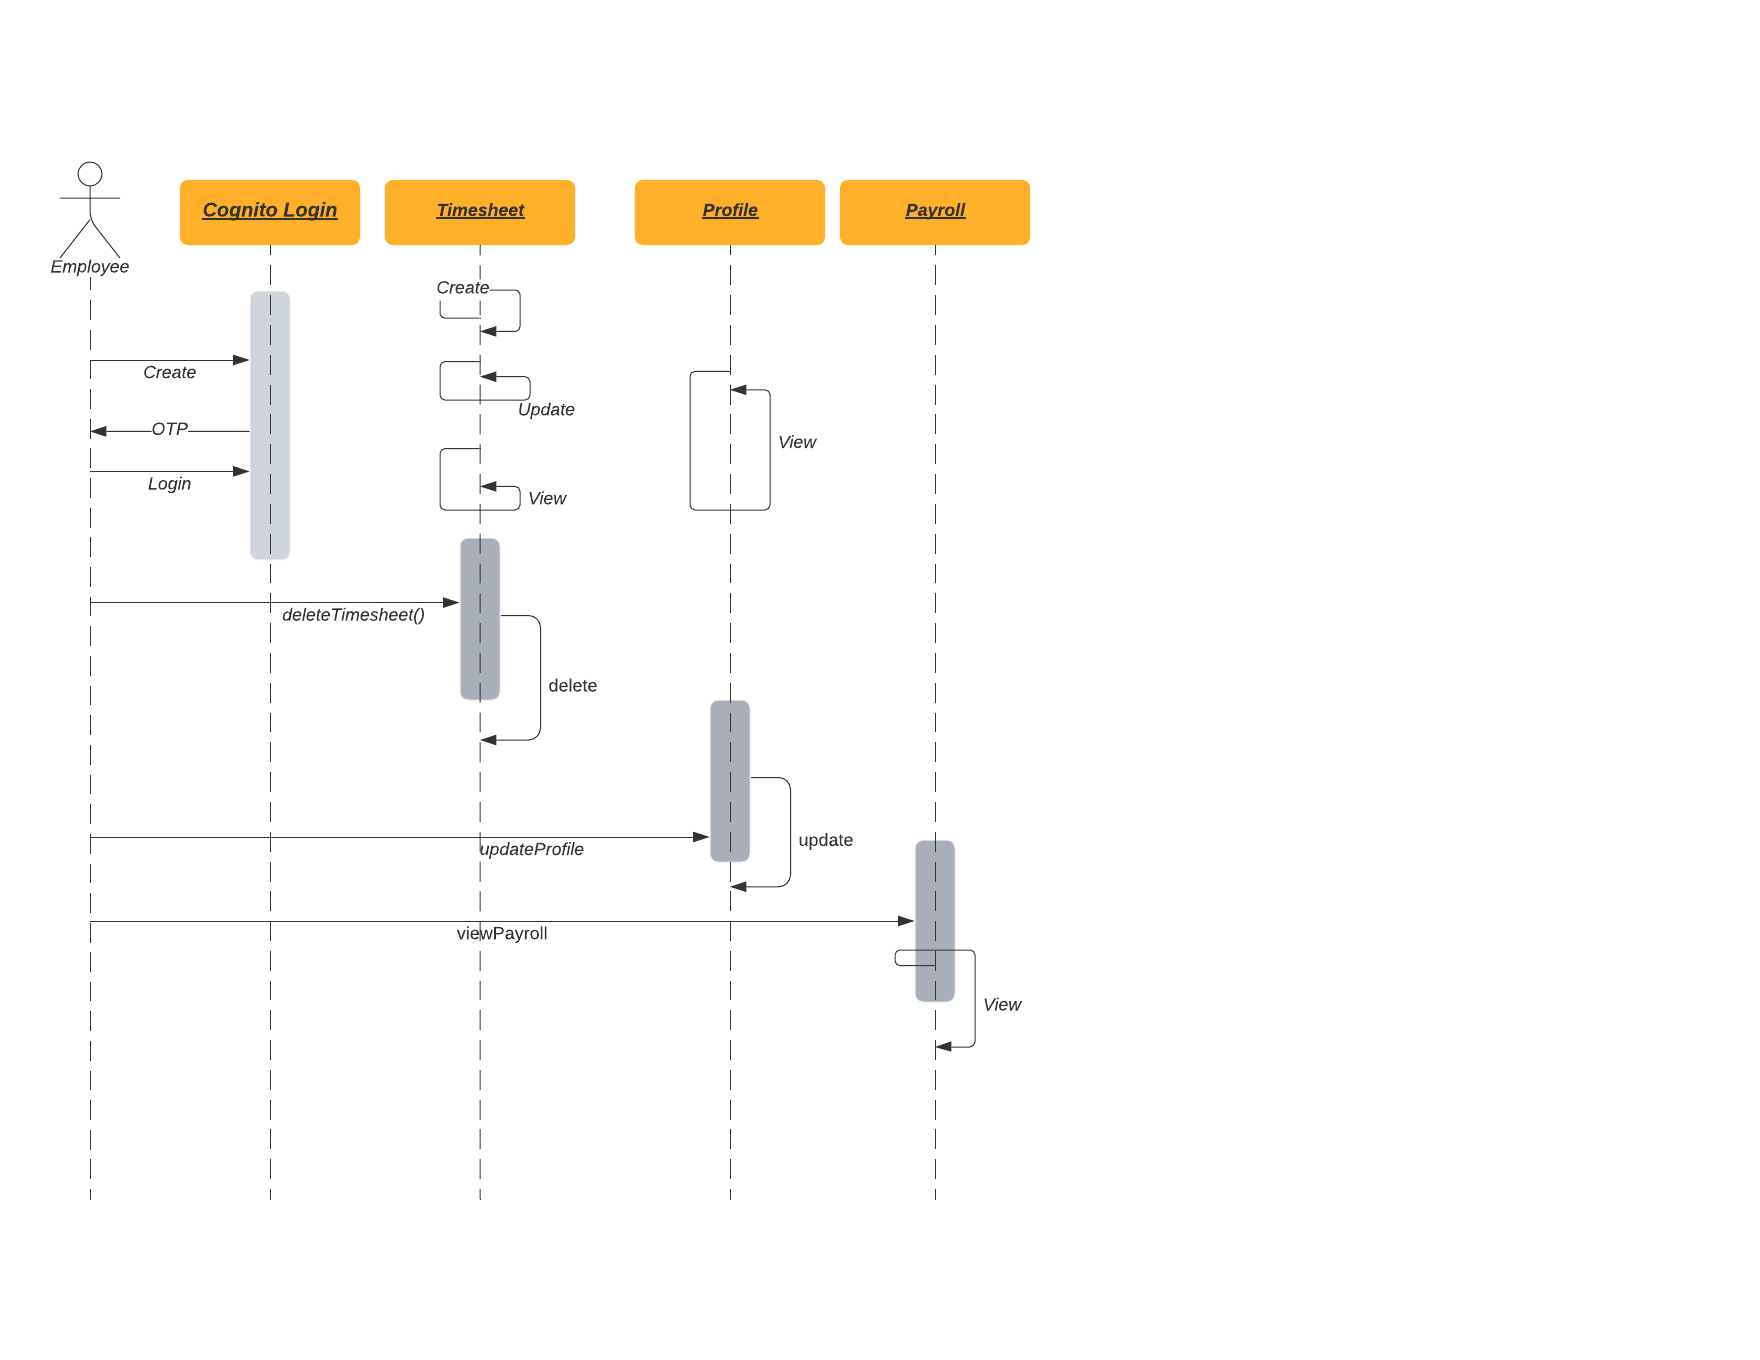 Cognito Login
Timesheet
Profile
Payroll
Employee
Create
Create
Update
OTP
View
Login
View
deleteTimesheet()
delete
updateProfile
update
viewPayroll
View